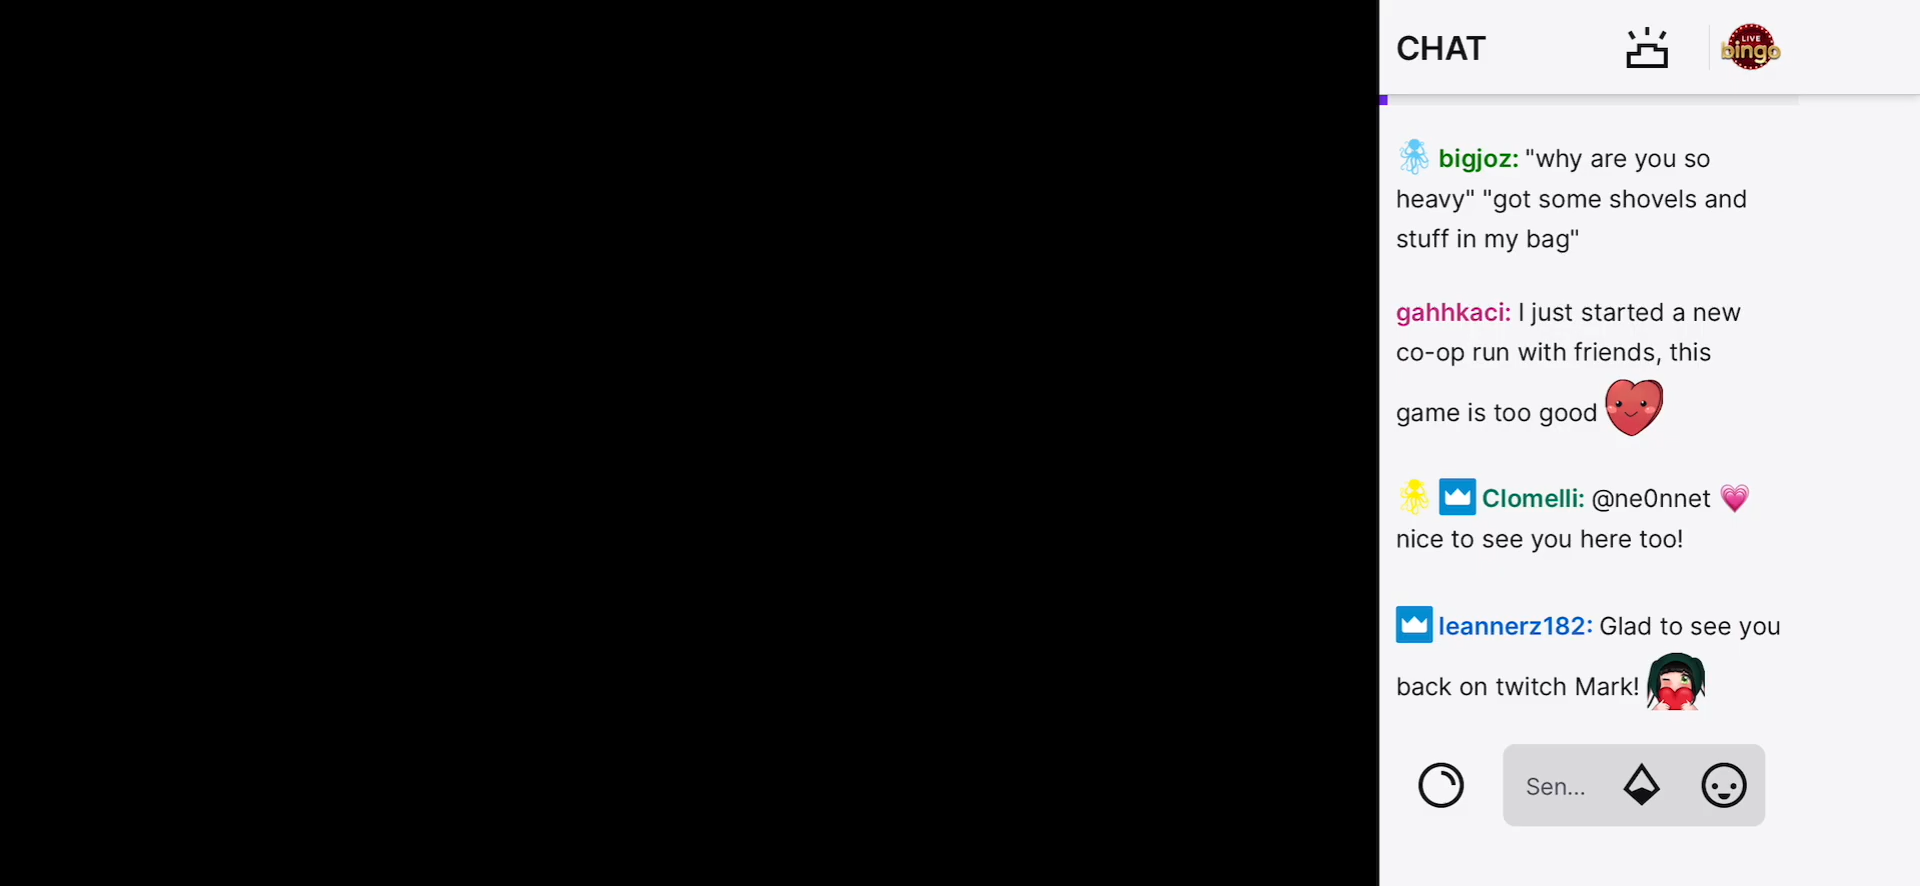 CHAT
LIVE
bingo
bigjoz: "why are you so
heavy" "got some shovels and
stuff in my bag"
gahhkaci: I just started a new
co-op run with friends, this
game is too good
Clomelli: @ne0nnet
nice to see you here too!
leannerz182: Glad to see you
back on twitch Mark!
Sen...